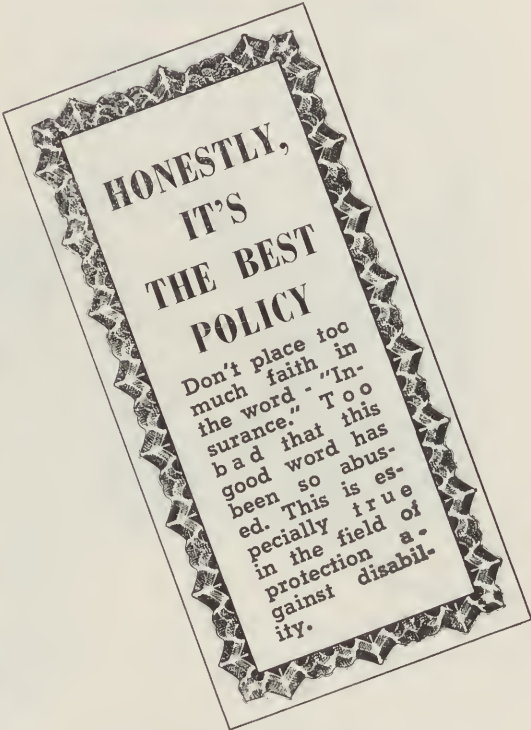 HONESTLY,
IT'S
THE BEST
POLICY
Don't place too
much faith in
the word - "In-
surance." Too
bad that this
good word has
been so abus-
ed. This is es-
pecially true
in the field of
protection a-
gainst disabil-
ity.